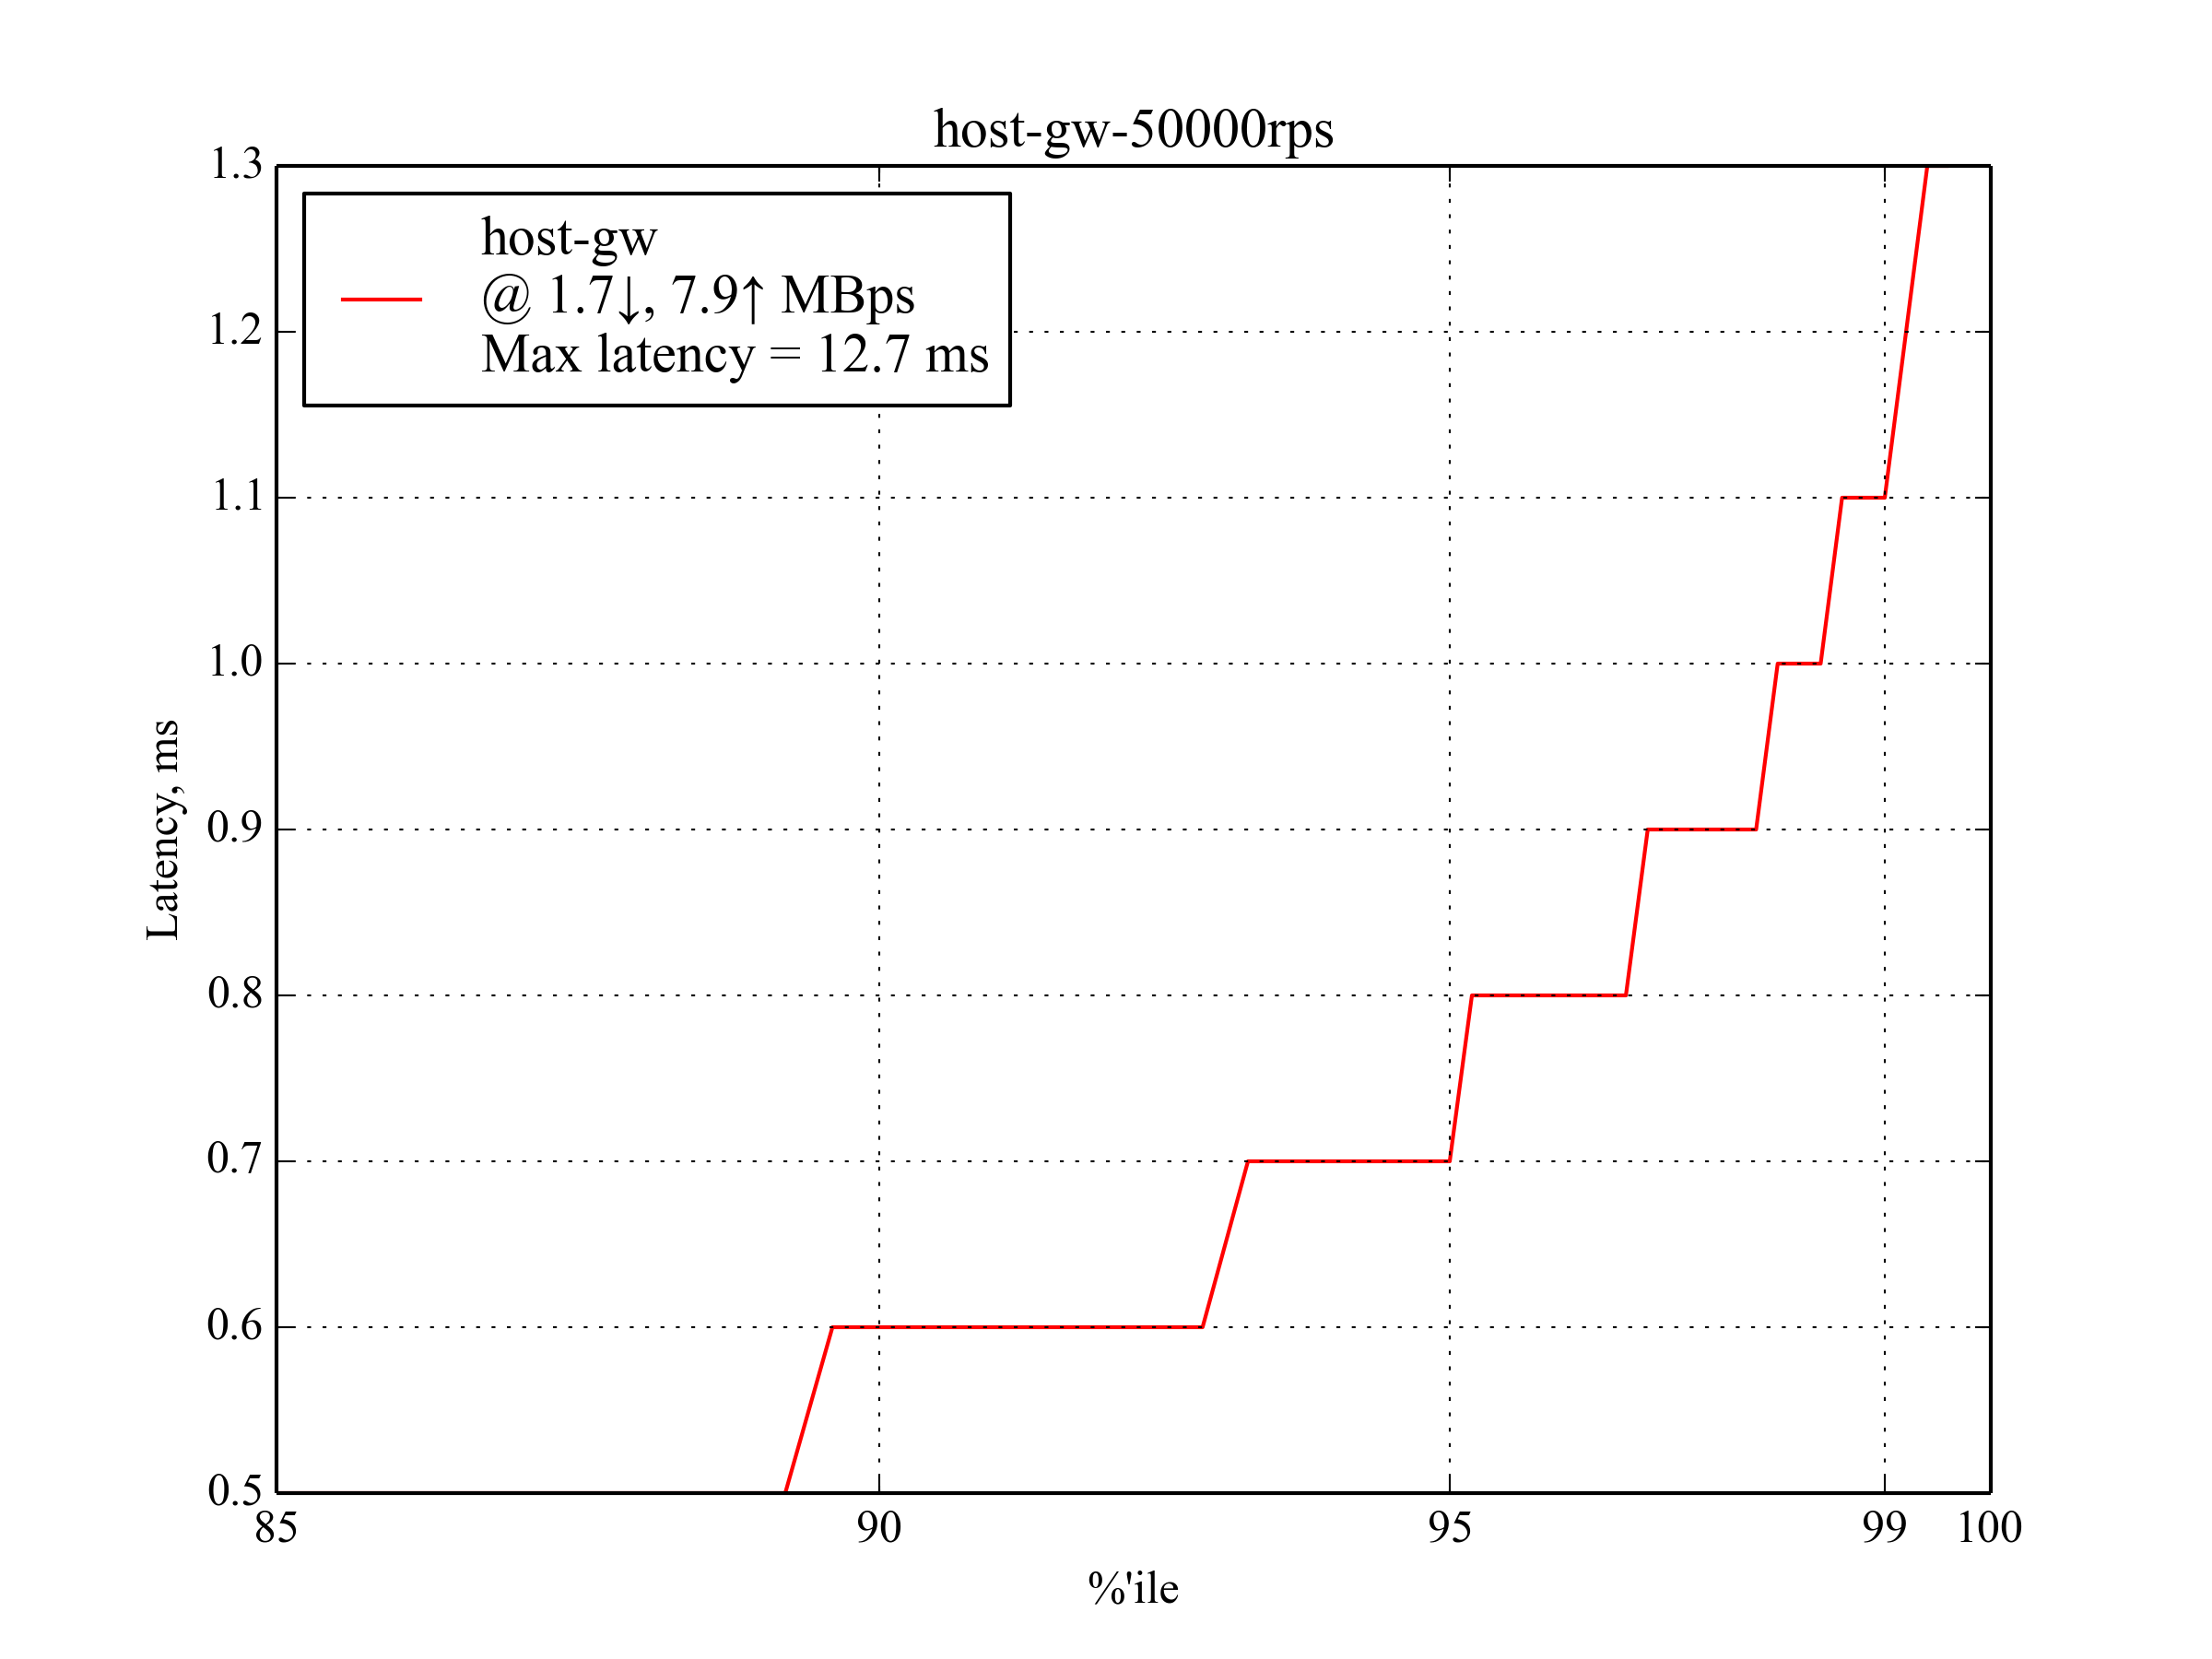 host-gw-50000rps
host-gw
@ 1.7↓, 7.9↑ MBps
Max latency = 12.7 ms
1.3
1.2
1.1
1.0
0.9
0.8
0.7
0.6
0.5
Latency, ms
85 90 95 99 100
%'ile